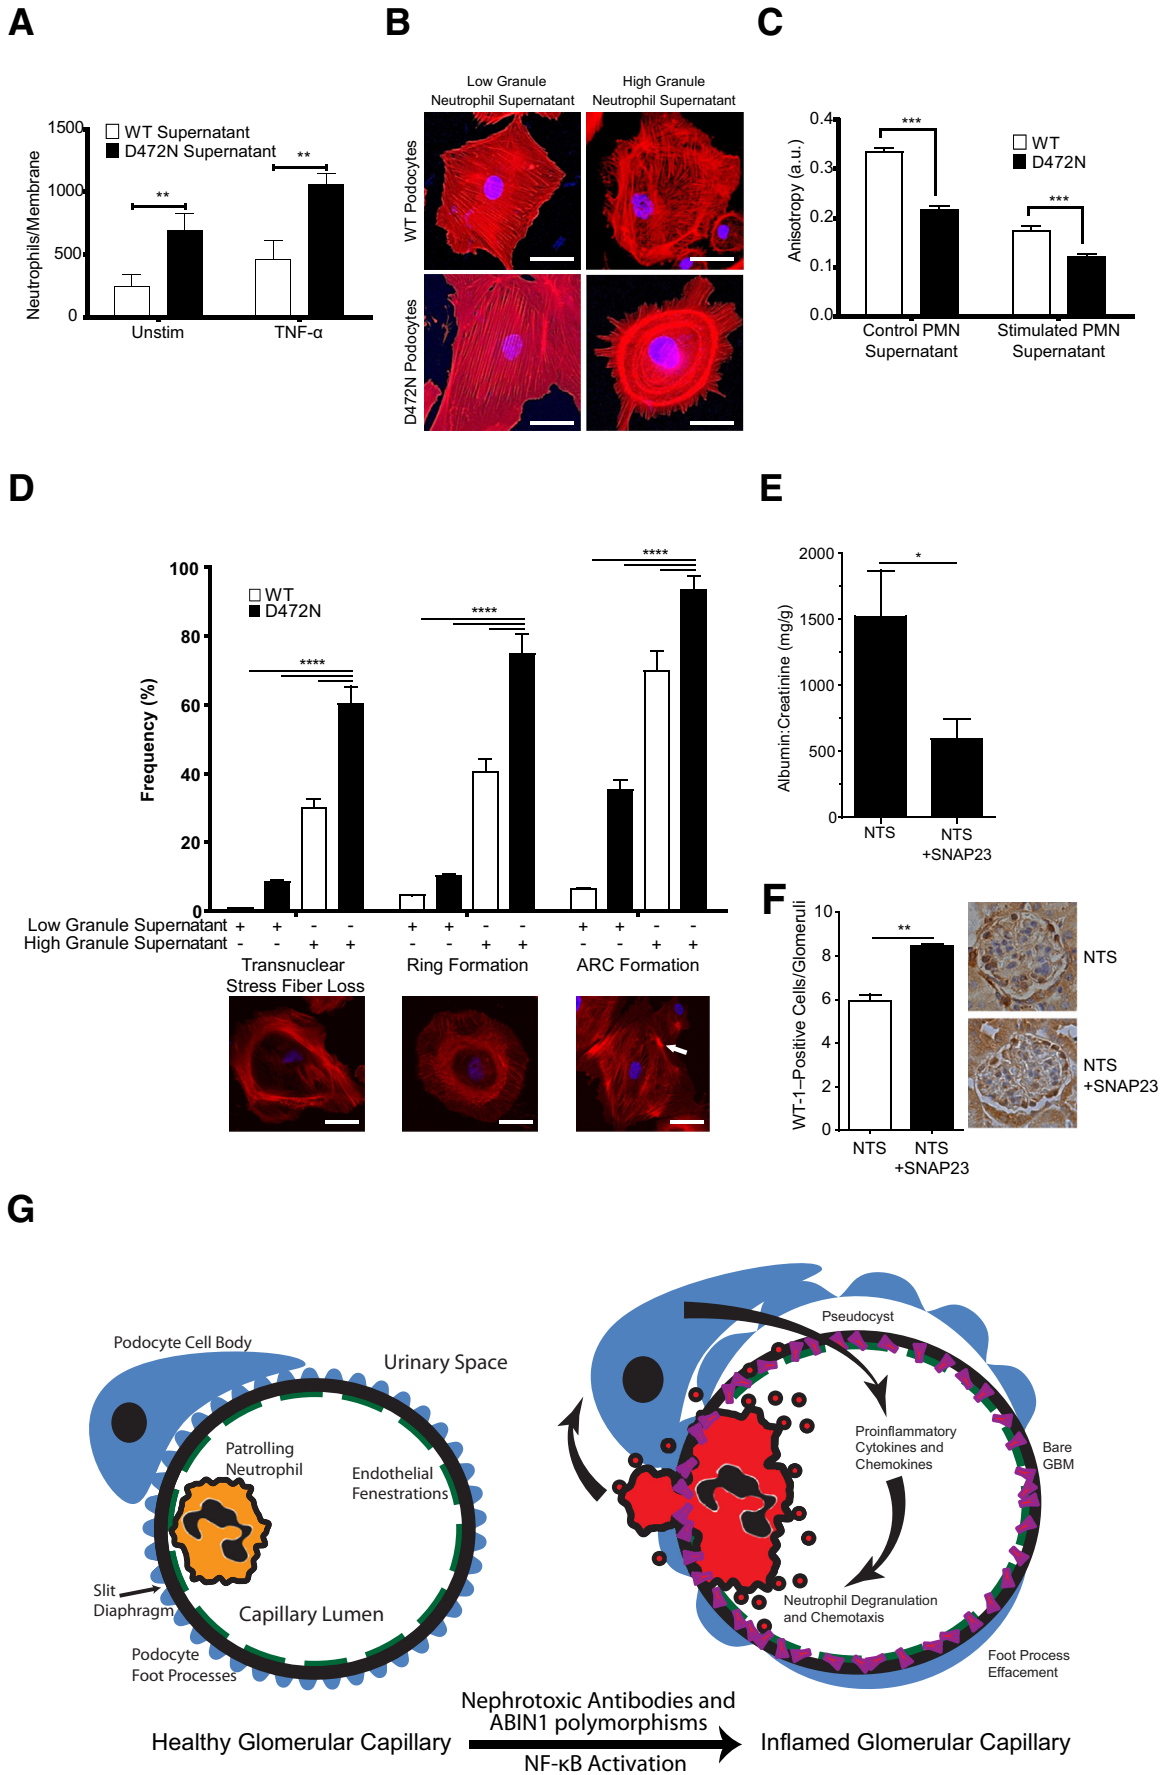 A
1500
1000
500
0
Neutrophils/Membrane
WT Supernatant
D472N Supernatant
**
**
Unstim
TNF-α
B
Low Granule
Neutrophil Supernatant
High Granule
Neutrophil Supernatant
WT Podocytes
D472N Podocytes
C
0.4
0.3
0.2
0.1
0.0
Anisotropy (a.u.)
***
WT
D472N
***
Control PMN
Supernatant
Stimulated PMN
Supernatant
D
100
80
60
40
20
0
Frequency (%)
WT
D472N
****
****
****
Low Granule Supernatant + + - - + + - - + + - -
High Granule Supernatant - - + + - - + + - - + +
Transnuclear
Stress Fiber Loss
Ring Formation
ARC Formation
E
2000
1500
1000
500
0
Albumin:Creatinine (mg/g)
*
NTS
NTS
+SNAP23
F
10
8
6
4
2
0
WT-1–Positive Cells/Glomeruli
**
NTS
NTS
+SNAP23
NTS
NTS
+SNAP23
G
Podocyte Cell Body
Urinary Space
Patrolling
Neutrophil
Endothelial
Fenestrations
Slit
Diaphragm
Capillary Lumen
Podocyte
Foot Processes
Pseudocyst
Proinflammatory
Cytokines and
Chemokines
Bare
GBM
Neutrophil Degranulation
and Chemotaxis
Foot Process
Effacement
Healthy Glomerular Capillary
Nephrotoxic Antibodies and
ABIN1 polymorphisms
NF-κB Activation
Inflamed Glomerular Capillary